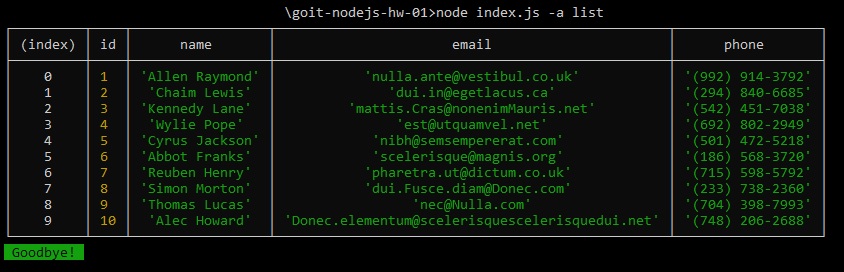 \goit-nodejs-hw-01>node index.js -a list
(index) id name email phone
0 1 'Allen Raymond' 'nulla.ante@vestibul.co.uk' '(992) 914-3792'
1 2 'Chaim Lewis' 'dui.in@egetlacus.ca' '(294) 840-6685'
2 3 'Kennedy Lane' 'mattis.Cras@nonenimMauris.net' '(542) 451-7038'
3 4 'Wylie Pope' 'est@utquamvel.net' '(692) 802-2949'
4 5 'Cyrus Jackson' 'nibh@semsempererat.com' '(501) 472-5218'
5 6 'Abbot Franks' 'scelerisque@magnis.org' '(186) 568-3720'
6 7 'Reuben Henry' 'pharetra.ut@dictum.co.uk' '(715) 598-5792'
7 8 'Simon Morton' 'dui.Fusce.diam@Donec.com' '(233) 738-2360'
8 9 'Thomas Lucas' 'nec@Nulla.com' '(704) 398-7993'
9 10 'Alec Howard' 'Donec.elementum@scelerisquescelerisquedui.net' '(748) 206-2688'
Goodbye!